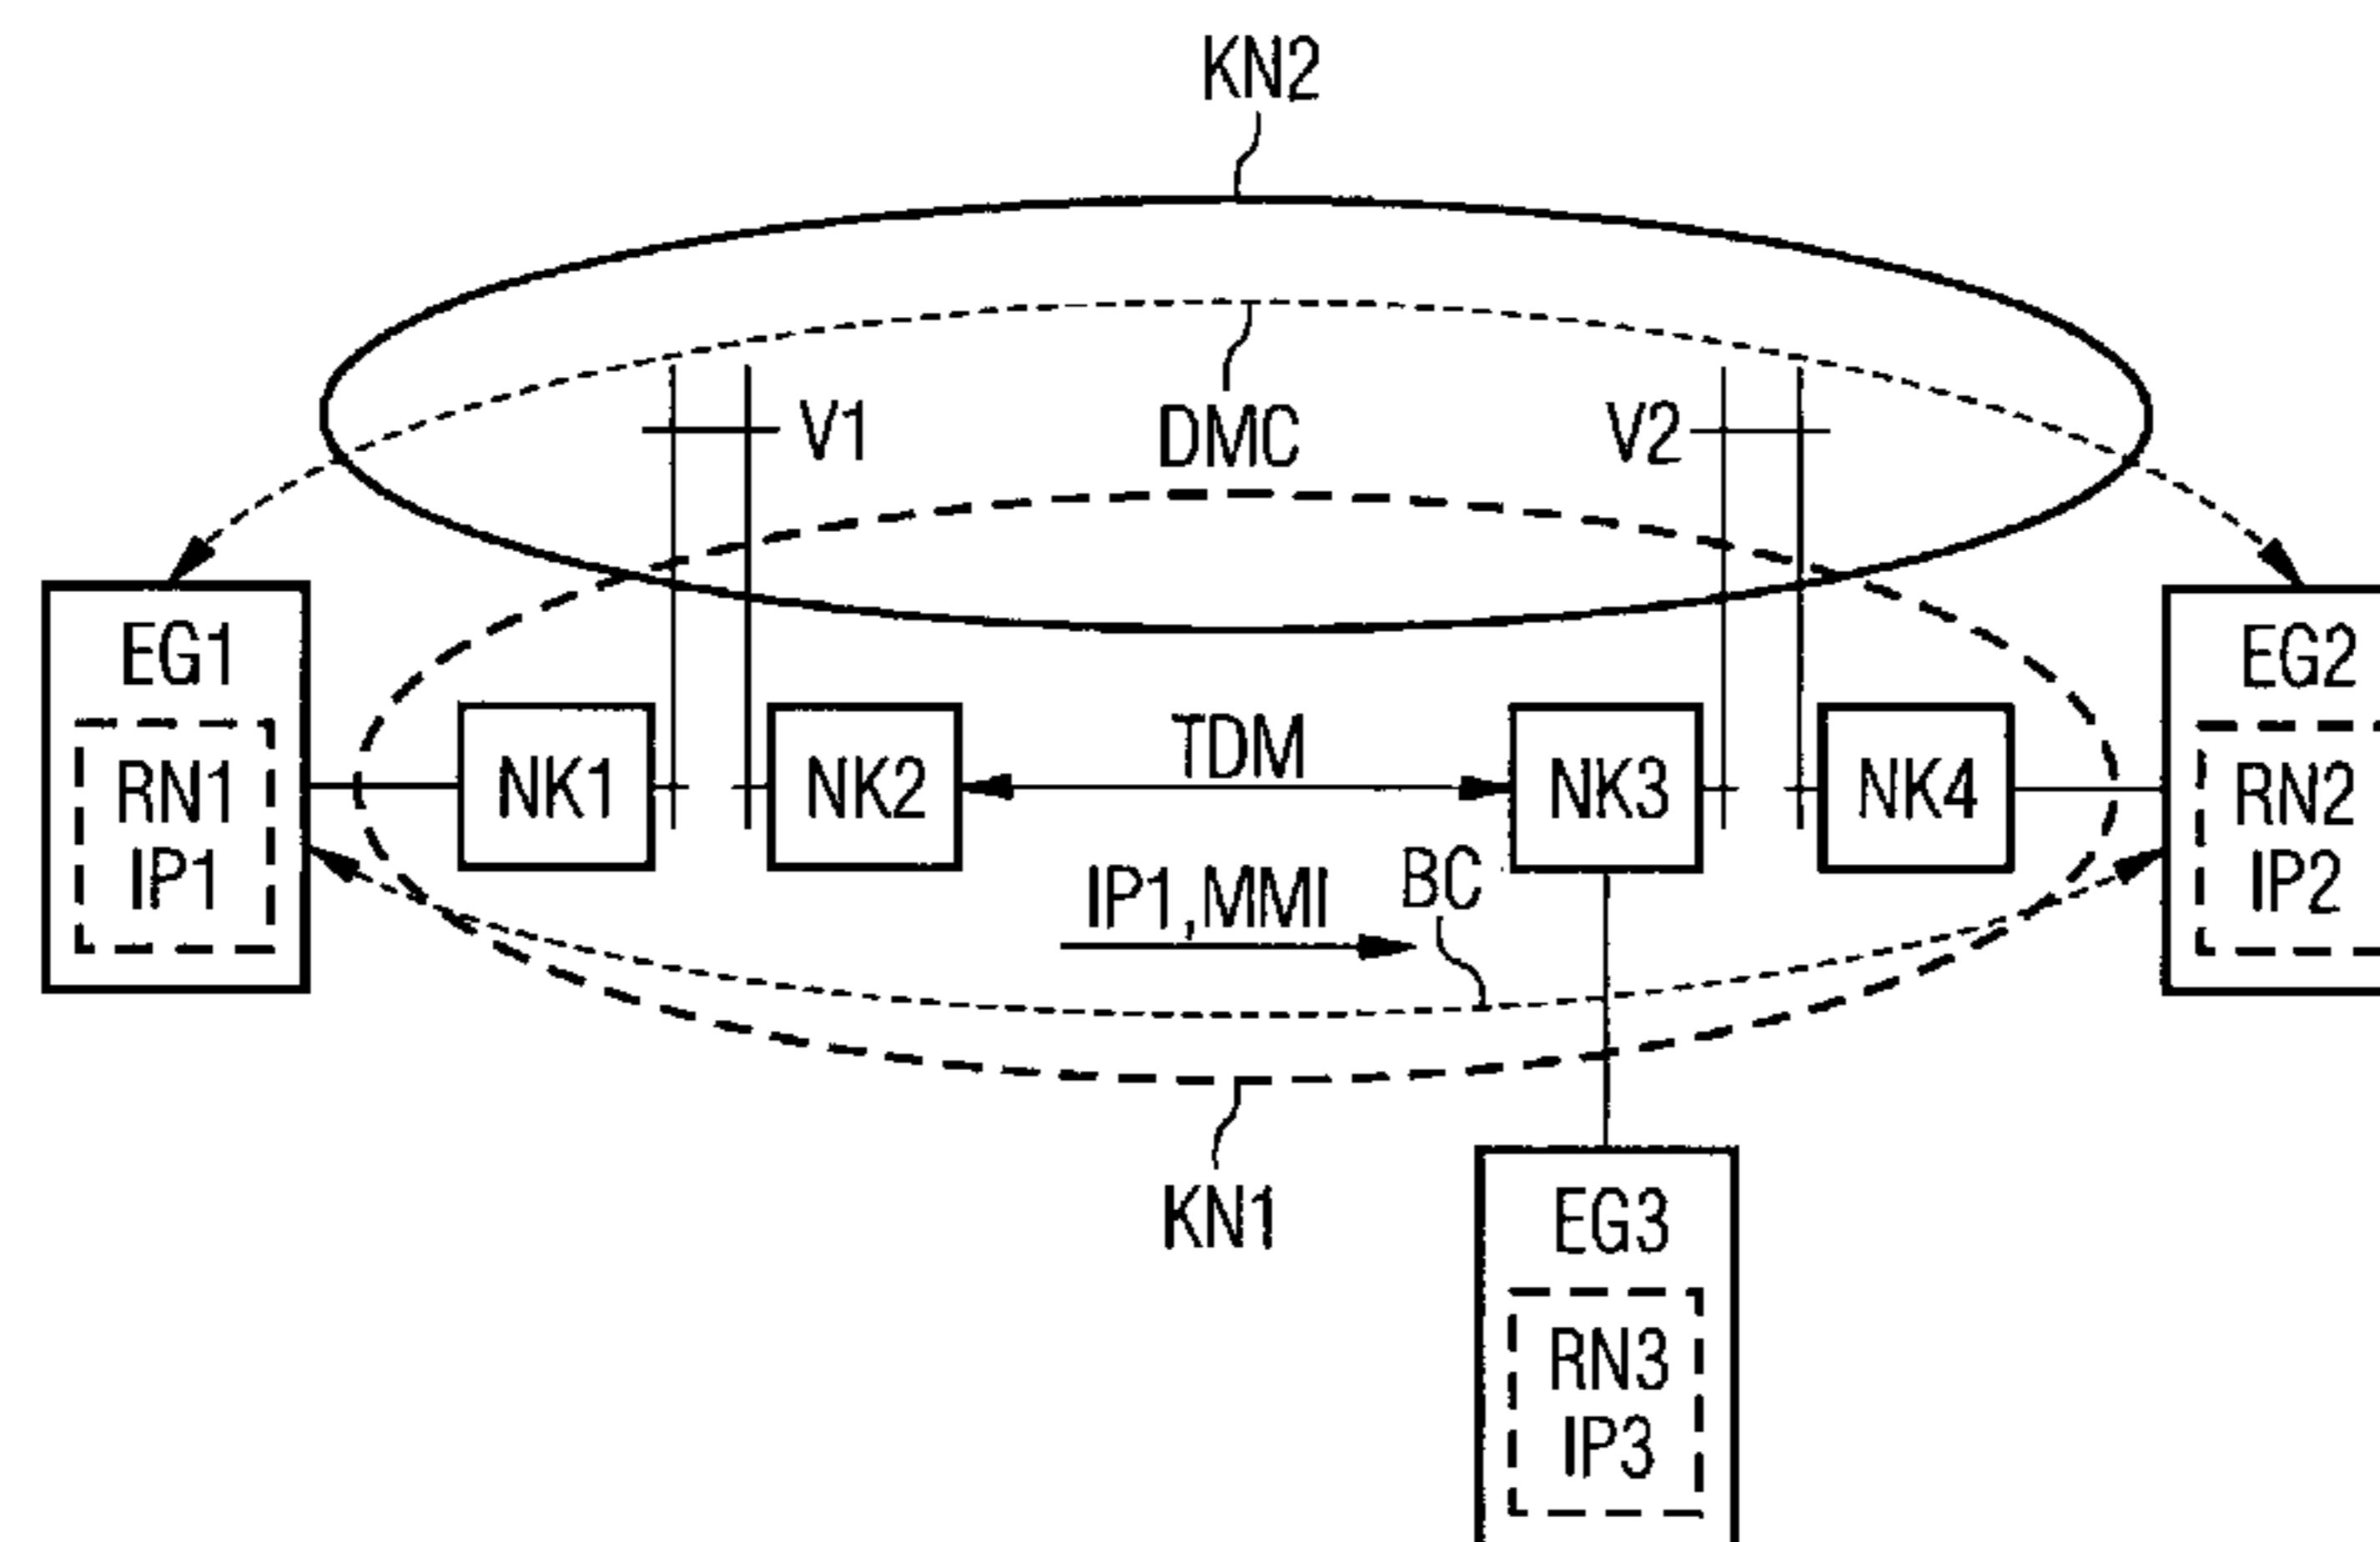 KN2
V1
DMC
V2
EG1
RN1
IP1
NK1
NK2
TDM
NK3
NK4
EG2
RN2
IP2
IP1,MMI
BC
KN1
EG3
RN3
IP3